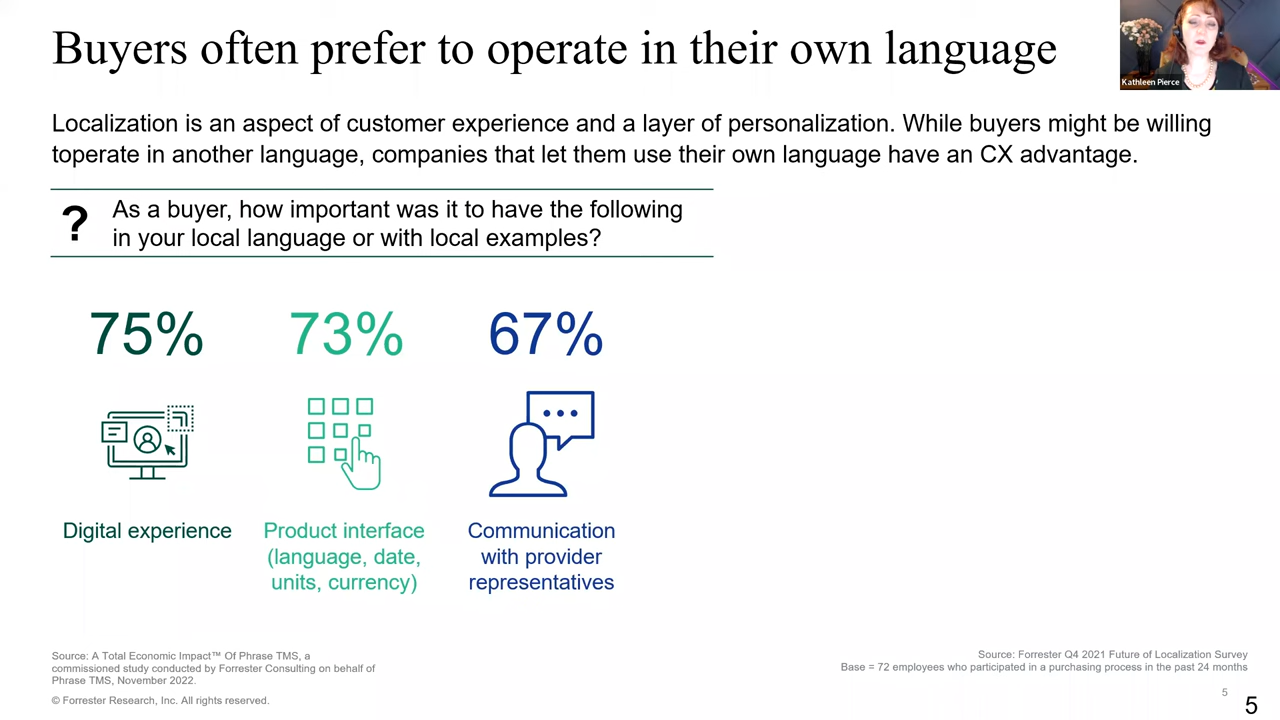 Buyers often prefer to operate in their own language
Kathleen Pierce
Localization is an aspect of customer experience and a layer of personalization. While buyers might be willing
toperate in another language, companies that let them use their own language have an CX advantage.
?
As a buyer, how important was it to have the following
in your local language or with local examples?
75%
73%
67%
Digital experience
Product interface
(language, date,
units, currency)
Communication
with provider
representatives
Source: A Total Economic Impact™ Of Phrase TMS, a
commissioned study conducted by Forrester Consulting on behalf of
Phrase TMS, November 2022.
© Forrester Research, Inc. All rights reserved.
Source: Forrester Q4 2021 Future of Localization Survey
Base = 72 employees who participated in a purchasing process in the past 24 months
5
5